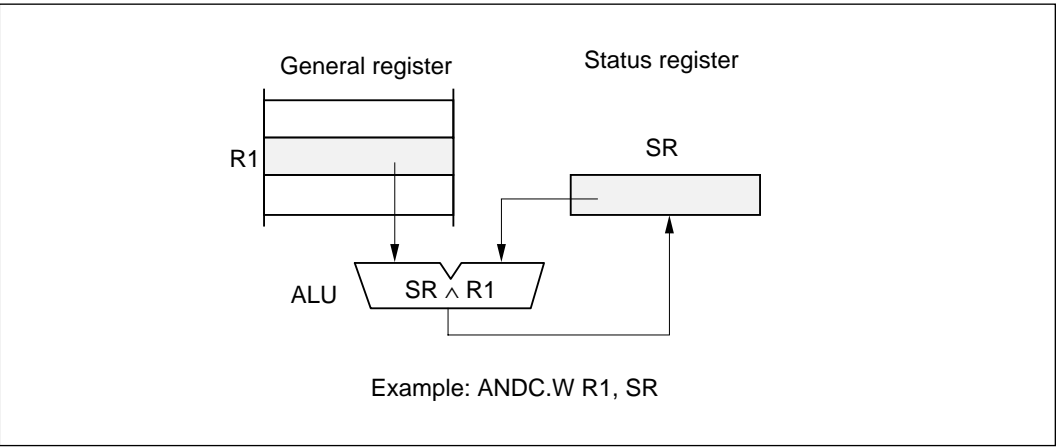 General register
Status register
R1
SR
ALU
SR ∧ R1
Example: ANDC.W R1, SR